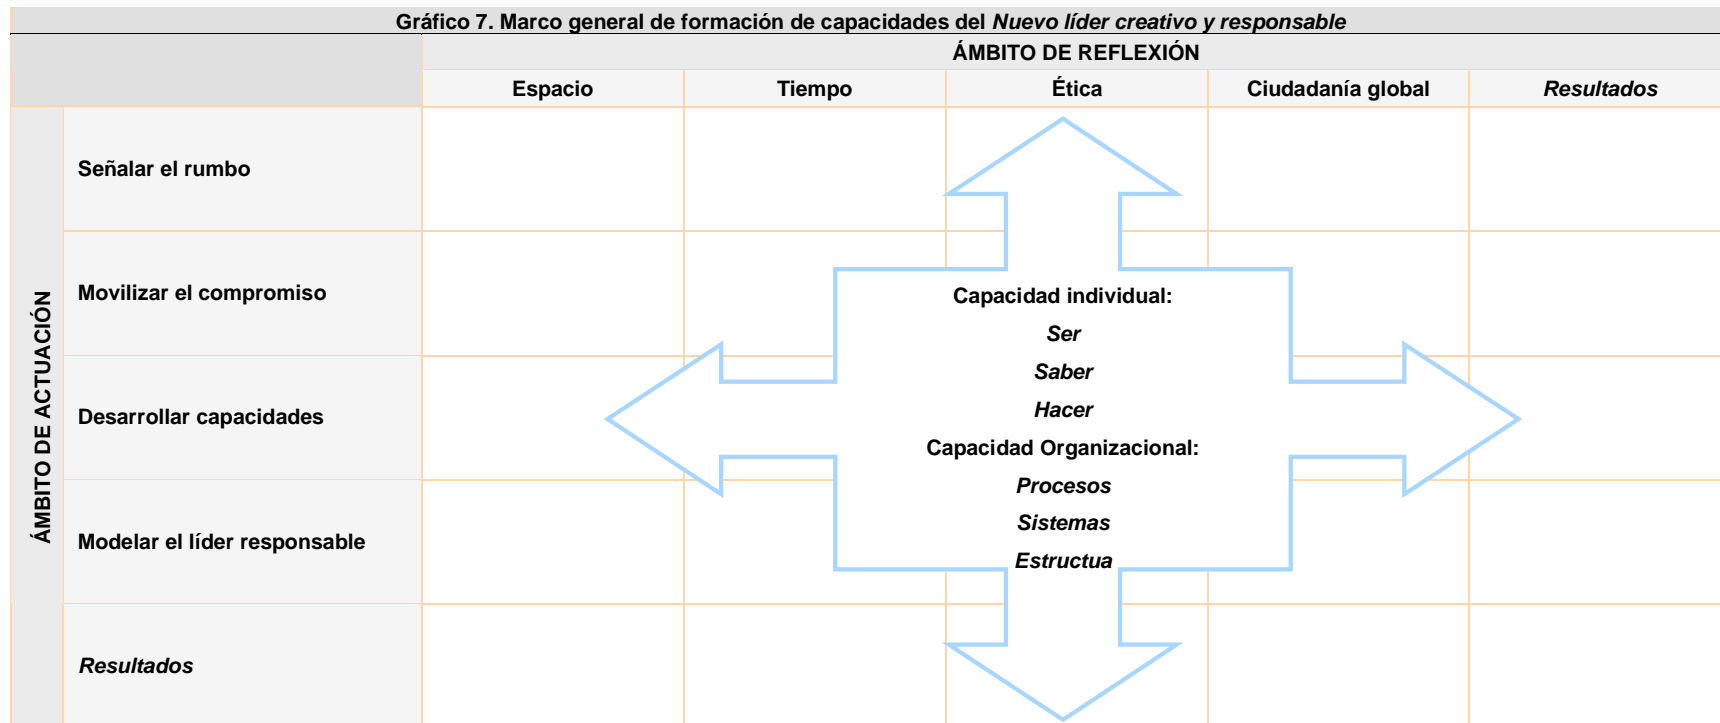 Gráfico 7. Marco general de formación de capacidades del Nuevo líder creativo y responsable
ÁMBITO DE REFLEXIÓN
Espacio Tiempo Ética Ciudadanía global Resultados
ÁMBITO DE ACTUACIÓN
Señalar el rumbo
Movilizar el compromiso
Desarrollar capacidades
Modelar el líder responsable
Resultados
Capacidad individual:
Ser
Saber
Hacer
Capacidad Organizacional:
Procesos
Sistemas
Estructua